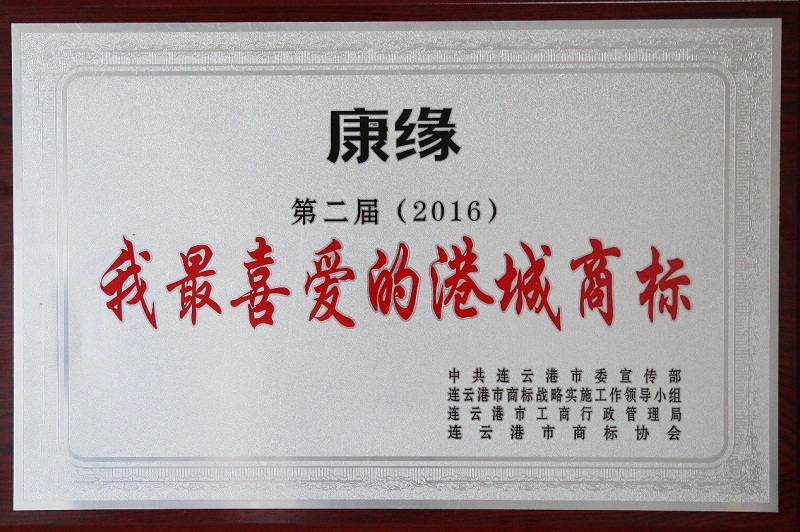 康缘
第二届（2016）
我最喜爱的港城商标
中共连云港市委宣传部
连云港市商标战略实施工作领导小组
连云港市工商行政管理局
连云港市商标协会